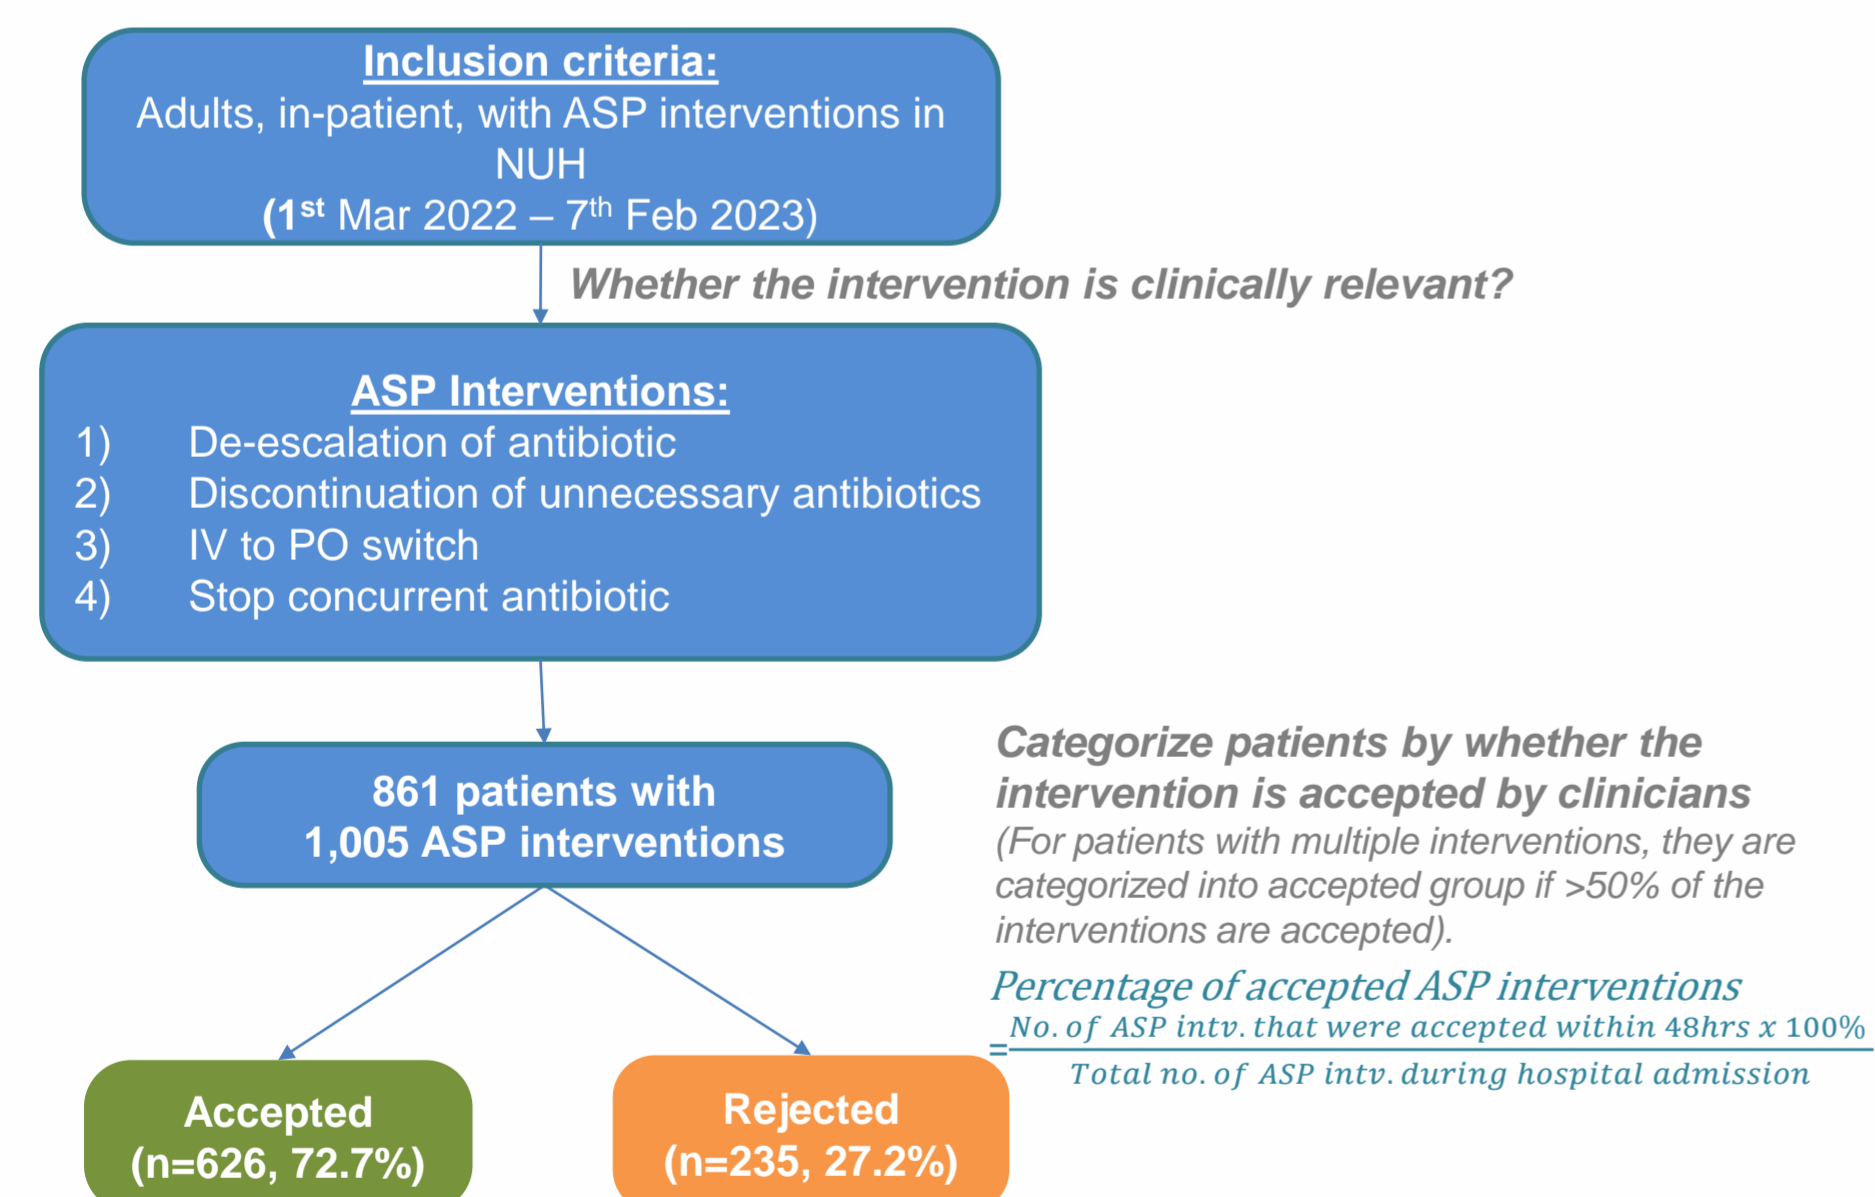 Inclusion criteria:
Adults, in-patient, with ASP interventions in
NUH
(1st Mar 2022 – 7th Feb 2023)
Whether the intervention is clinically relevant?
ASP Interventions:
1) De-escalation of antibiotic
2) Discontinuation of unnecessary antibiotics
3) IV to PO switch
4) Stop concurrent antibiotic
861 patients with
1,005 ASP interventions
Categorize patients by whether the
intervention is accepted by clinicians
(For patients with multiple interventions, they are
categorized into accepted group if >50% of the
interventions are accepted).
Percentage of accepted ASP interventions
No. of ASP intv. that were accepted within 48hrs x 100%
=
Total no. of ASP intv. during hospital admission
Accepted
(n=626, 72.7%)
Rejected
(n=235, 27.2%)